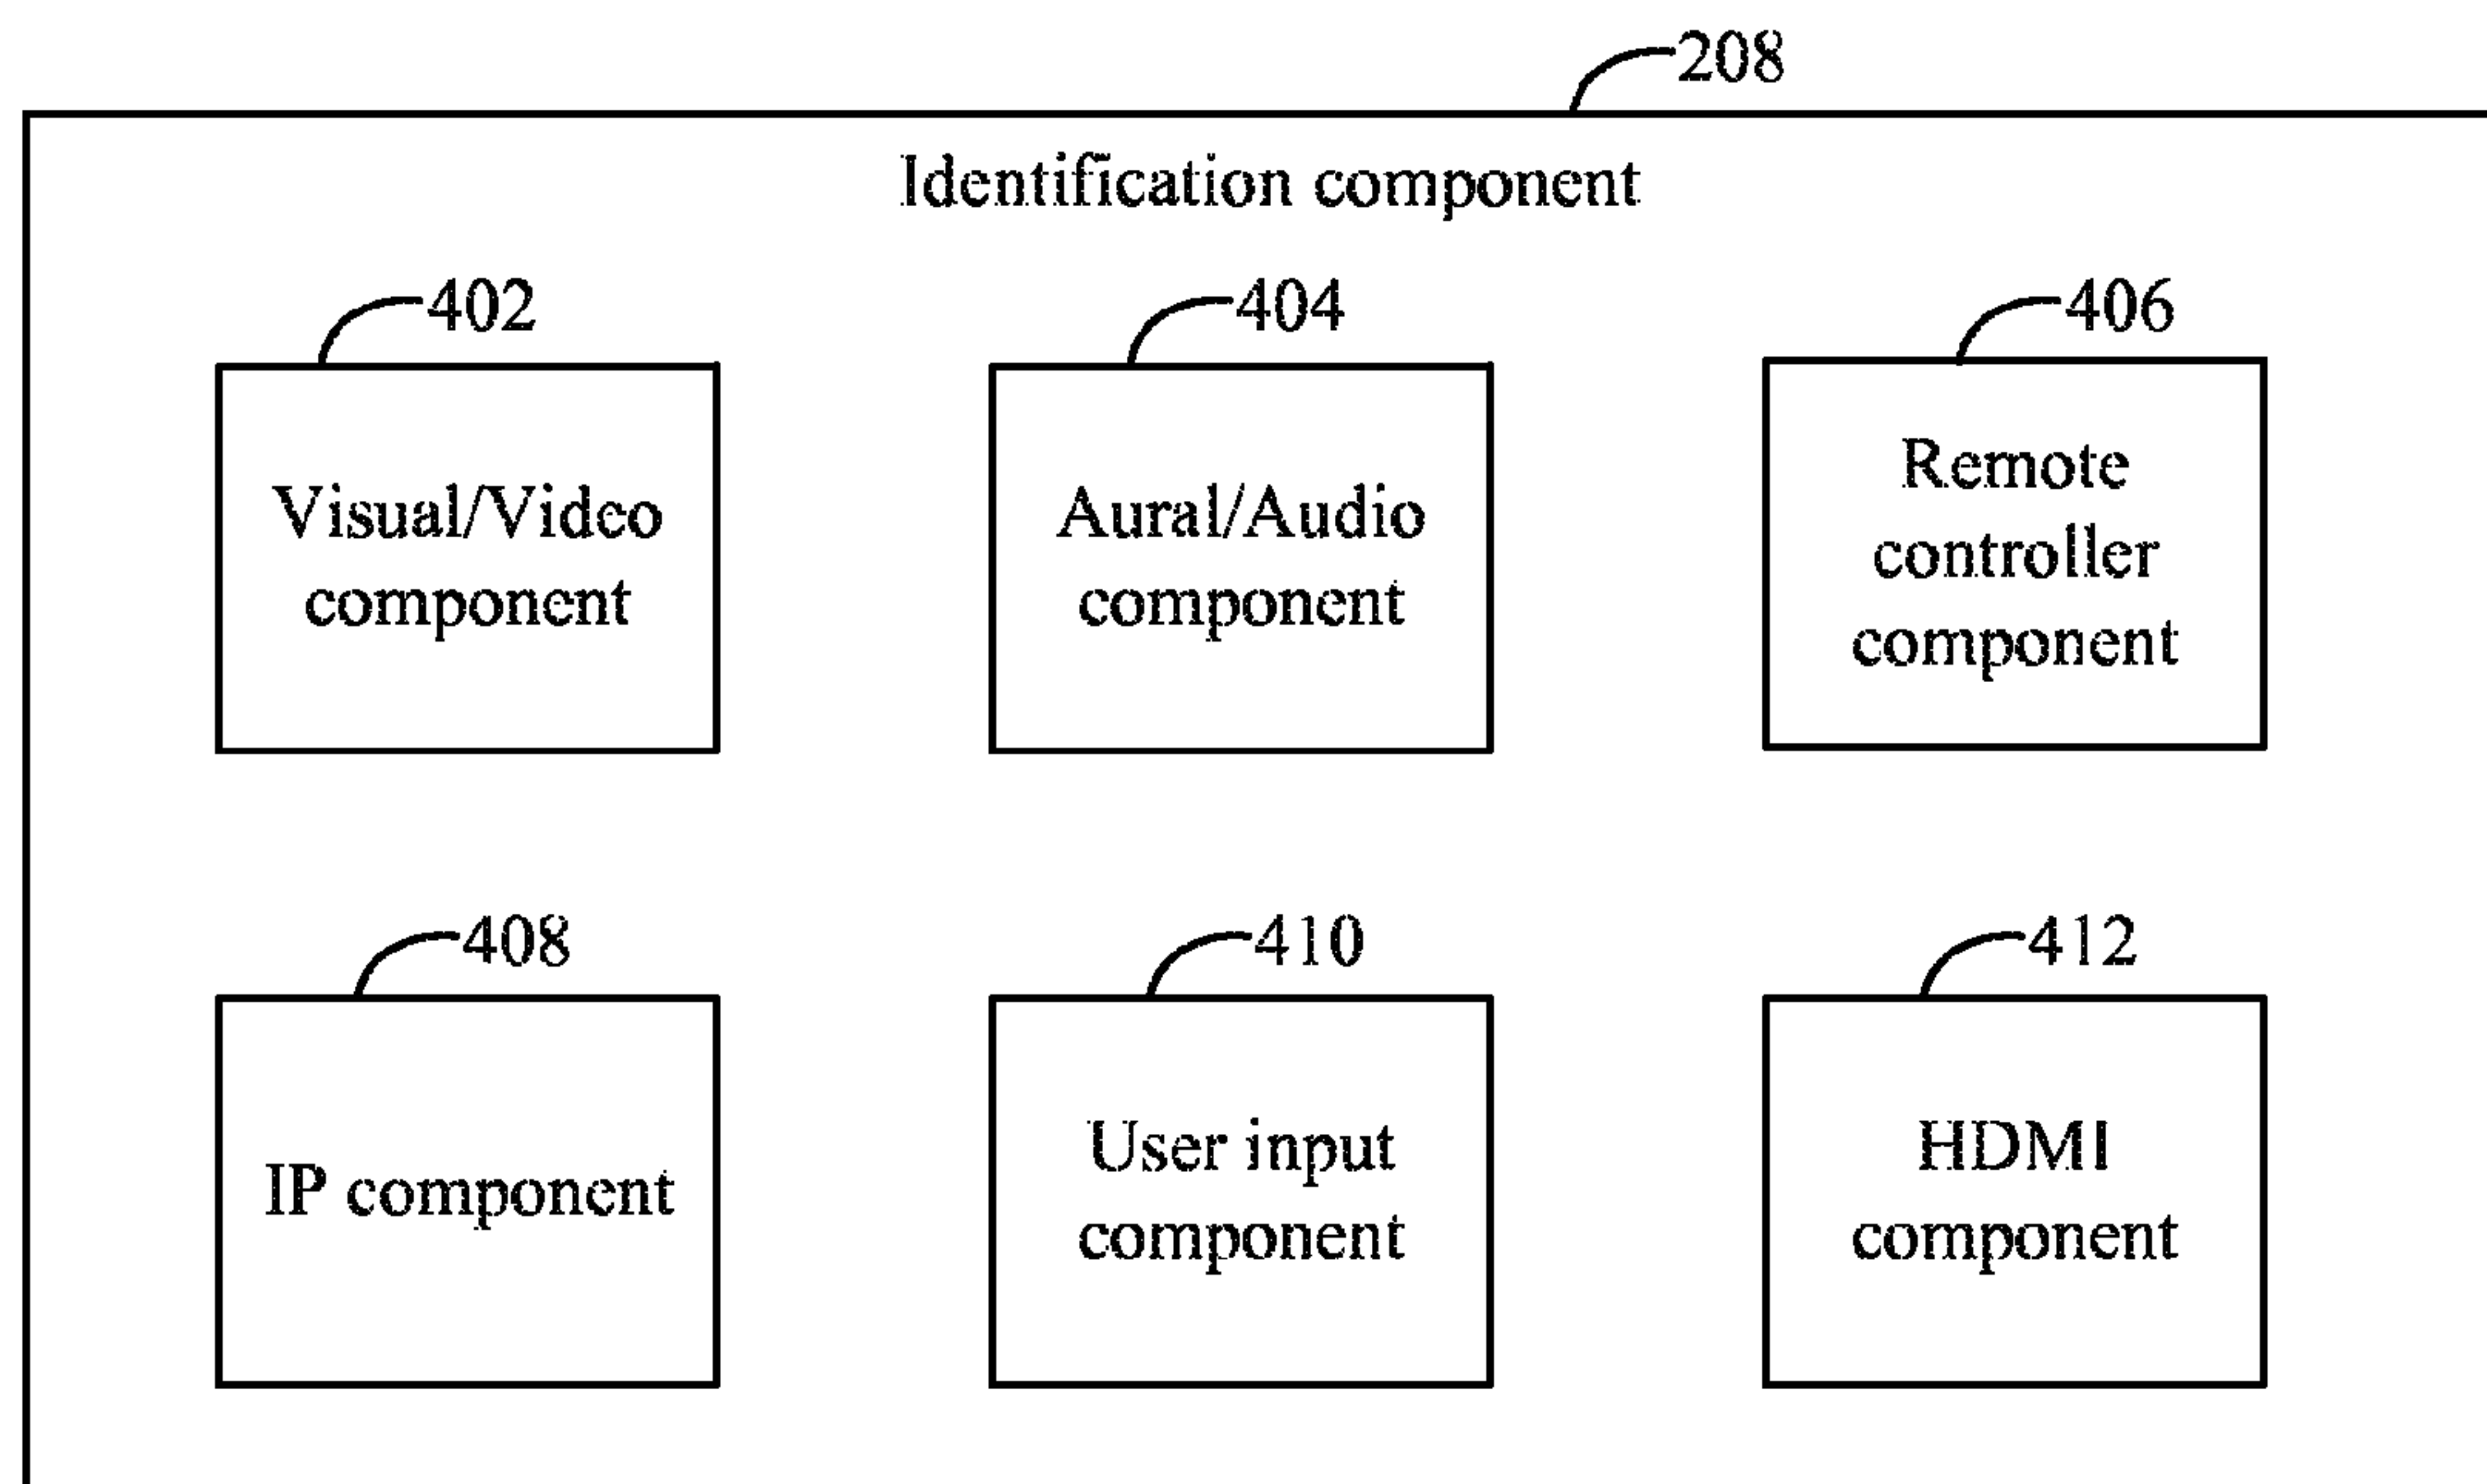 208
Identification component
402
404
406
Visual/Video
component
Aural/Audio
component
Remote
controller
component
408
410
412
IP component
User input
component
HDMI
component